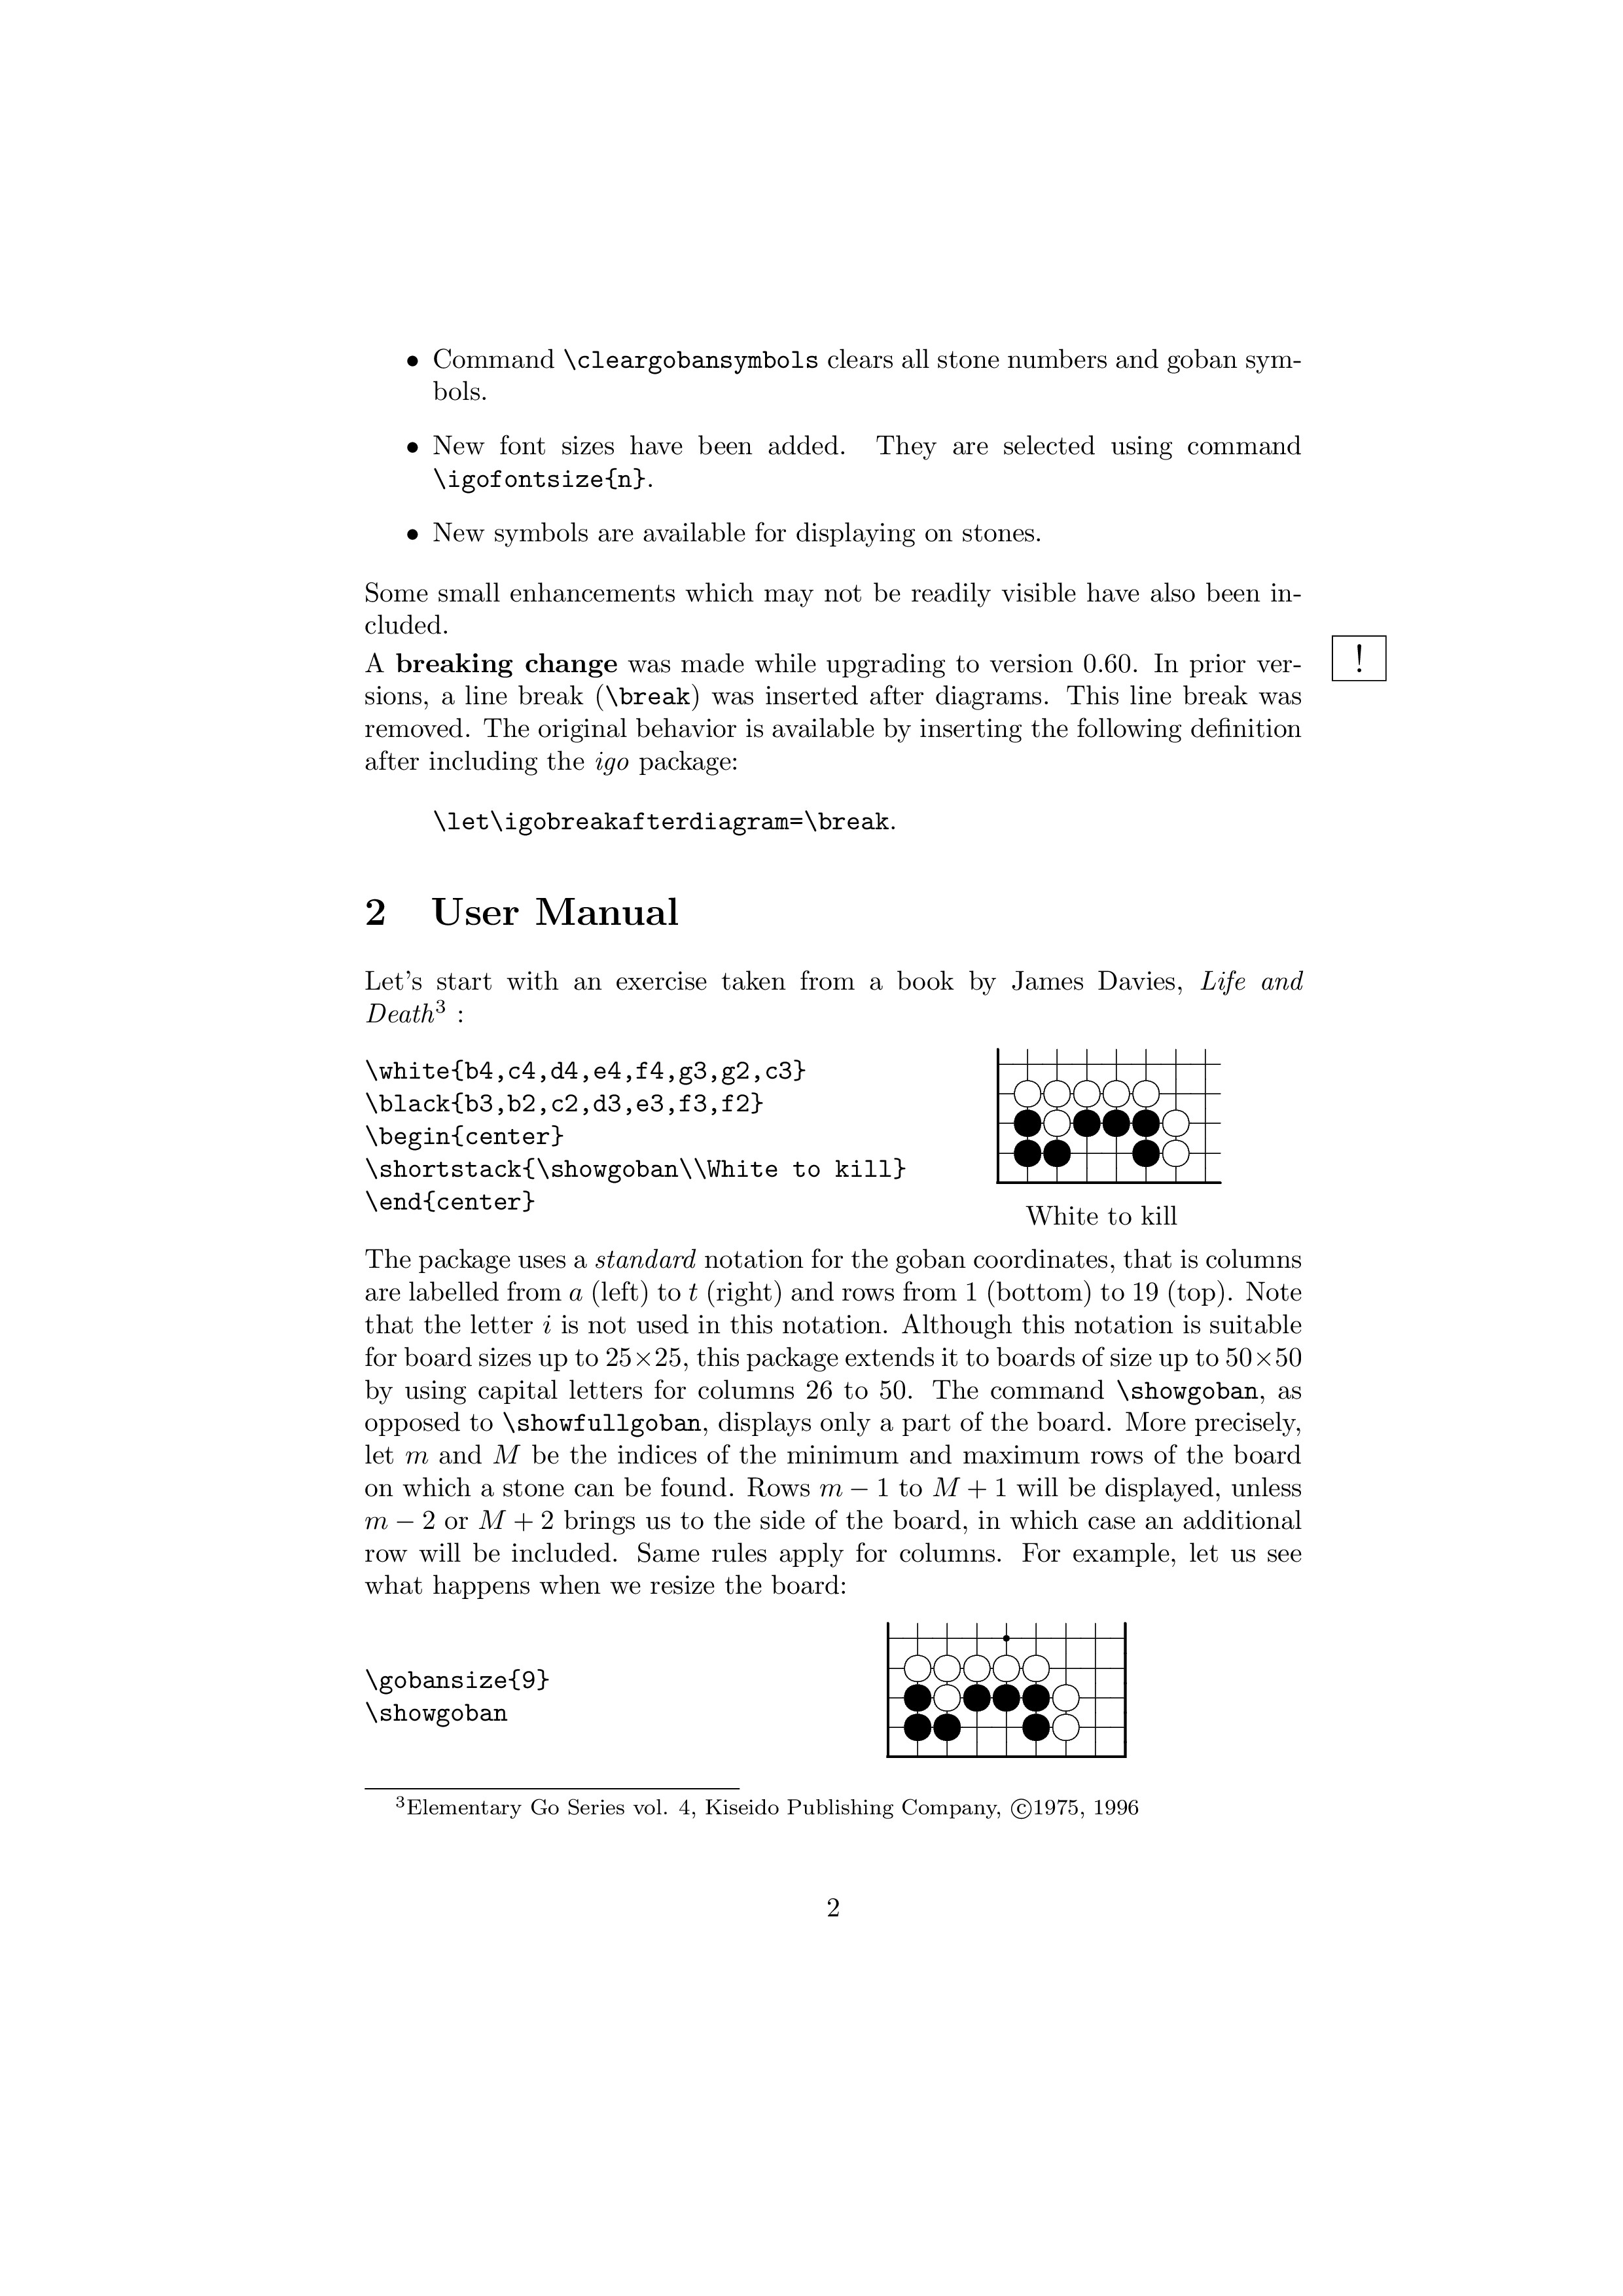 • Command \cleargobansymbols clears all stone numbers and goban sym-
bols.
• New font sizes have been added. They are selected using command
\igofontsize{n}.
• New symbols are available for displaying on stones.
Some small enhancements which may not be readily visible have also been in-
cluded.
A breaking change was made while upgrading to version 0.60. In prior ver-
!
sions, a line break (\break) was inserted after diagrams. This line break was
removed. The original behavior is available by inserting the following definition
after including the igo package:
\let\igobreakafterdiagram=\break.
2 User Manual
Let's start with an exercise taken from a book by James Davies, Life and
Death³ :
\white{b4,c4,d4,e4,f4,g3,g2,c3}
\black{b3,b2,c2,d3,e3,f3,f2}
\begin{center}
\shortstack{\showgoban\\White to kill}
\end{center}
White to kill
The package uses a standard notation for the goban coordinates, that is columns
are labelled from a (left) to t (right) and rows from 1 (bottom) to 19 (top). Note
that the letter i is not used in this notation. Although this notation is suitable
for board sizes up to 25×25, this package extends it to boards of size up to 50×50
by using capital letters for columns 26 to 50. The command \showgoban, as
opposed to \showfullgoban, displays only a part of the board. More precisely,
let m and M be the indices of the minimum and maximum rows of the board
on which a stone can be found. Rows m − 1 to M + 1 will be displayed, unless
m − 2 or M + 2 brings us to the side of the board, in which case an additional
row will be included. Same rules apply for columns. For example, let us see
what happens when we resize the board:
\gobansize{9}
\showgoban
³Elementary Go Series vol. 4, Kiseido Publishing Company, ©1975, 1996
2